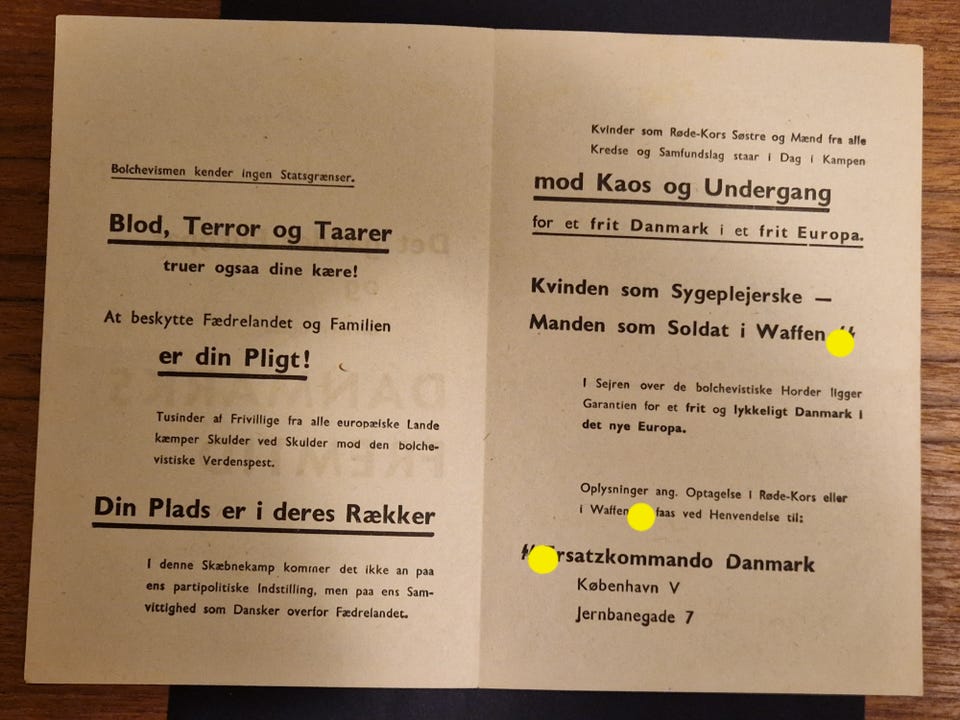 Bolchevismen kender ingen Statsgrænser.
Blod, Terror og Taarer
truer ogsaa dine kære!
At beskytte Fædrelandet og Familien
er din Pligt!
Tusinder af Frivillige fra alle europæiske Lande
kæmper Skulder ved Skulder mod den bolche-
vistiske Verdenspest.
Din Plads er i deres Rækker
I denne Skæbnekamp kommer det ikke an paa
ens partipolitiske Indstilling, men paa ens Sam-
vittighed som Dansker overfor Fædrelandet.
Kvinder som Røde-Kors Søstre og Mænd fra alle
Kredse og Samfundslag staar i Dag i Kampen
mod Kaos og Undergang
for et frit Danmark i et frit Europa.
Kvinden som Sygeplejerske —
Manden som Soldat i Waffen
I Sejren over de bolchevistiske Horder ligger
Garantien for et frit og lykkeligt Danmark i
det nye Europa.
Oplysninger ang. Optagelse i Røde-Kors eller
i Waffen faas ved Henvendelse til:
Ersatzkommando Danmark
København V
Jernbanegade 7